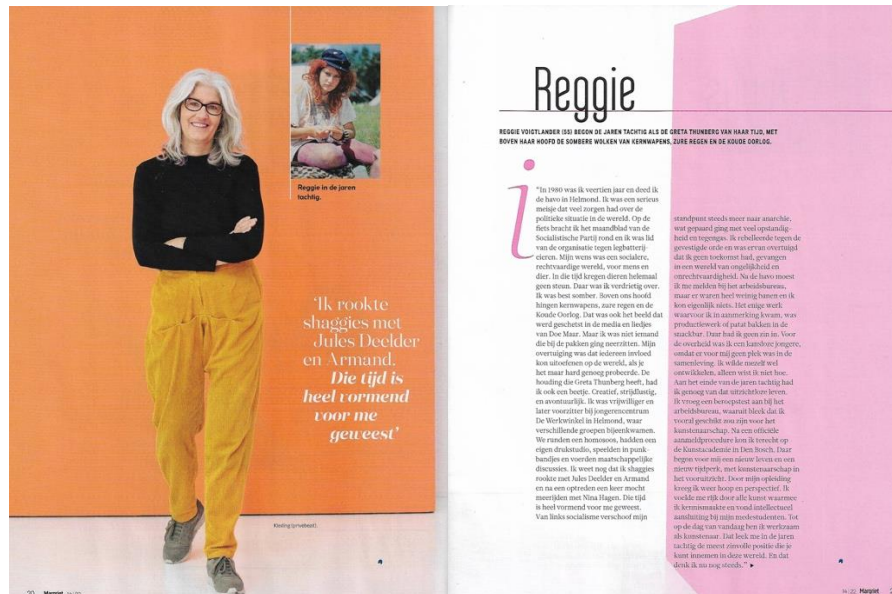 Reggie in de jaren
tachtig.
‘Ik rookte
shaggies met
Jules Deelder
en Armand.
Die tijd is
heel vormend
voor me
geweest’
Kleding (privébezit).
20 Margriet 14|22
Reggie
REGGIE VOIGTLANDER (55) BEGON DE JAREN TACHTIG ALS DE GRETA THUNBERG VAN HAAR TIJD, MET
BOVEN HAAR HOOFD DE SOMBERE WOLKEN VAN KERNWAPENS, ZURE REGEN EN DE KOUDE OORLOG.
i
“In 1980 was ik veertien jaar en deed ik
de havo in Helmond. Ik was een serieus
meisje dat veel zorgen had over de
politieke situatie in de wereld. Op de
fiets bracht ik het maandblad van de
Socialistische Partij rond en ik was lid
van de organisatie tegen legbatterij-
eieren. Mijn wens was een socialere,
rechtvaardige wereld, voor mens en
dier. In die tijd kregen dieren helemaal
geen steun. Daar was ik verdrietig over.
Ik was best somber. Boven ons hoofd
hingen kernwapens, zure regen en de
Koude Oorlog. Dat was ook het beeld dat
werd geschetst in de media en liedjes
van Doe Maar. Maar ik was niet iemand
die bij de pakken ging neerzitten. Mijn
overtuiging was dat iedereen invloed
kon uitoefenen op de wereld, als je
het maar hard genoeg probeerde. De
houding die Greta Thunberg heeft, had
ik ook een beetje. Creatief, strijdlustig,
en avontuurlijk. Ik was vrijwilliger en
later voorzitter bij jongerencentrum
De Werkwinkel in Helmond, waar
verschillende groepen bijeenkwamen.
We runden een homosoos, hadden een
eigen drukstudio, speelden in punk-
bandjes en voerden maatschappelijke
discussies. Ik weet nog dat ik shaggies
rookte met Jules Deelder en Armand
en na een optreden een keer mocht
meerijden met Nina Hagen. Die tijd
is heel vormend voor me geweest.
Van links socialisme verschoof mijn
standpunt steeds meer naar anarchie,
wat gepaard ging met veel opstandig-
heid en tegengas. Ik rebelleerde tegen de
gevestigde orde en was ervan overtuigd
dat ik geen toekomst had, gevangen
in een wereld van ongelijkheid en
onrechtvaardigheid. Na de havo moest
ik me melden bij het arbeidsbureau,
maar er waren heel weinig banen en ik
kon eigenlijk niets. Het enige werk
waarvoor ik in aanmerking kwam, was
productiewerk of patat bakken in de
snackbar. Daar had ik geen zin in. Voor
de overheid was ik een kansloze jongere,
omdat er voor mij geen plek was in de
samenleving. Ik wilde mezelf wel
ontwikkelen, alleen wist ik niet hoe.
Aan het einde van de jaren tachtig had
ik genoeg van dat uitzichtloze leven.
Ik vroeg een beroepstest aan bij het
arbeidsbureau, waaruit bleek dat ik
vooral geschikt zou zijn voor het
kunstenaarschap. Na een officiële
aanmeldprocedure kon ik terecht op
de Kunstacademie in Den Bosch. Daar
begon voor mij een nieuw leven en een
nieuw tijdperk, met kunstenaarschap in
het vooruitzicht. Door mijn opleiding
kreeg ik weer hoop en perspectief. Ik
voelde me rijk door alle kunst waarmee
ik kennismaakte en vond intellectueel
aansluiting bij mijn medestudenten. Tot
op de dag van vandaag ben ik werkzaam
als kunstenaar. Dat leek me in de jaren
tachtig de meest zinvolle positie die je
kunt innemen in deze wereld. En dat
denk ik nu nog steeds.” ▸
14|22 Margriet